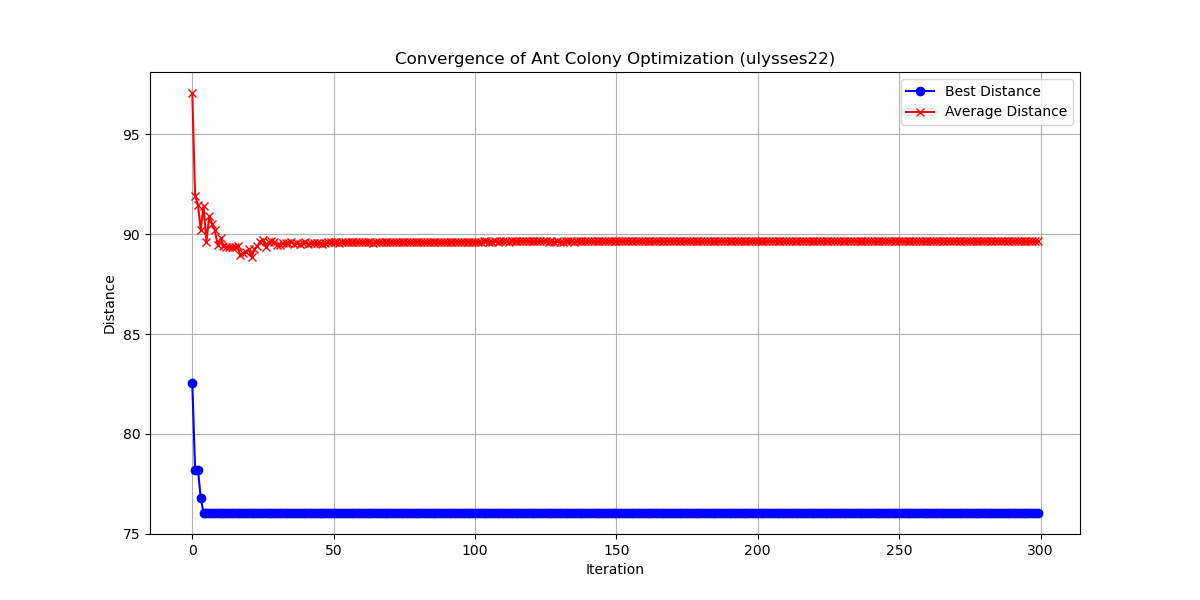 Convergence of Ant Colony Optimization (ulysses22)
Best Distance
Average Distance
95
90
85
80
75
Distance
0 50 100 150 200 250 300
Iteration